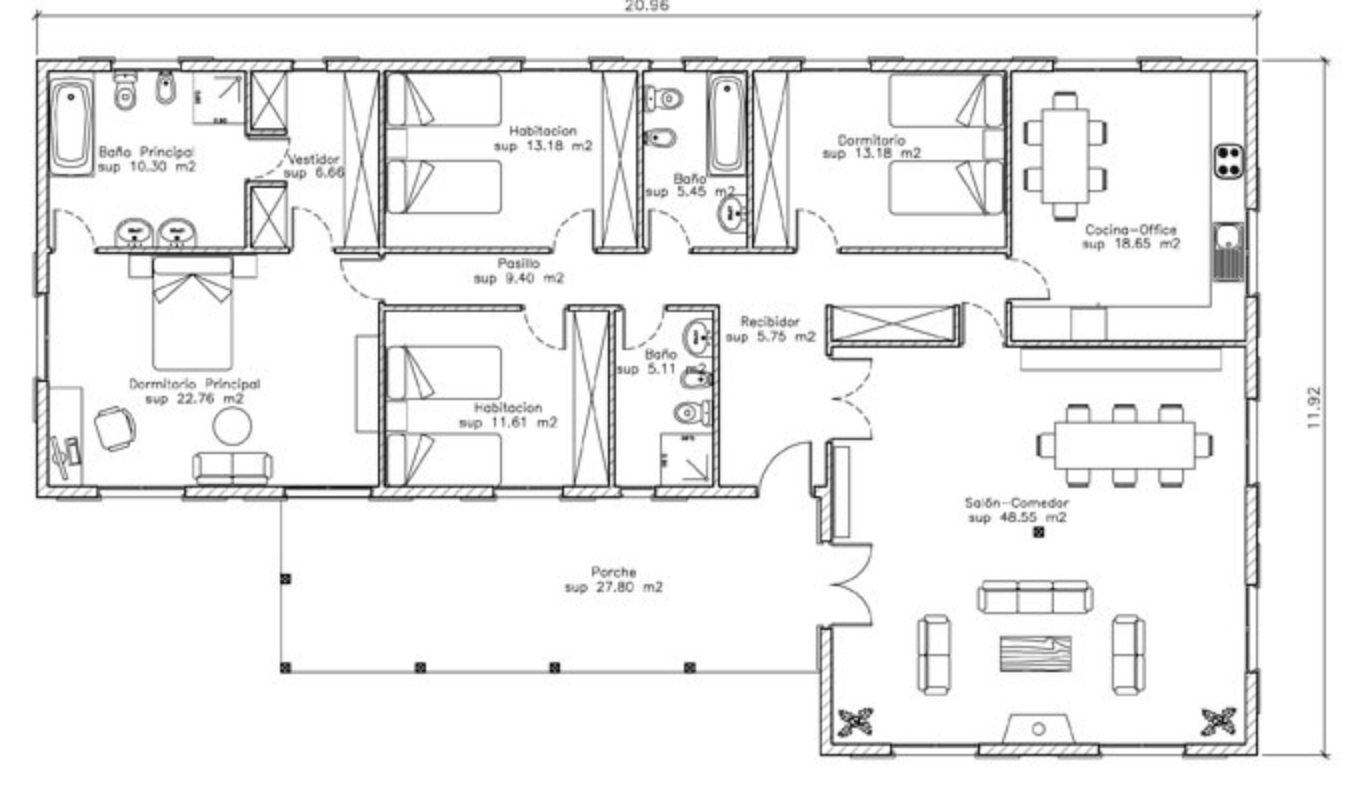 20.96
Baño Principal
sup 10.30 m2
Vestidor
sup 6.66
Habitacion
sup 13.18 m2
Baño
sup 5.45 m2
Dormitorio
sup 13.18 m2
Cocina-Office
sup 18.65 m2
Pasillo
sup 9.40 m2
Recibidor
sup 5.75 m2
Dormitorio Principal
sup 22.76 m2
Habitacion
sup 11.61 m2
Baño
sup 5.11 m2
11.92
Salón-Comedor
sup 48.55 m2
Porche
sup 27.80 m2